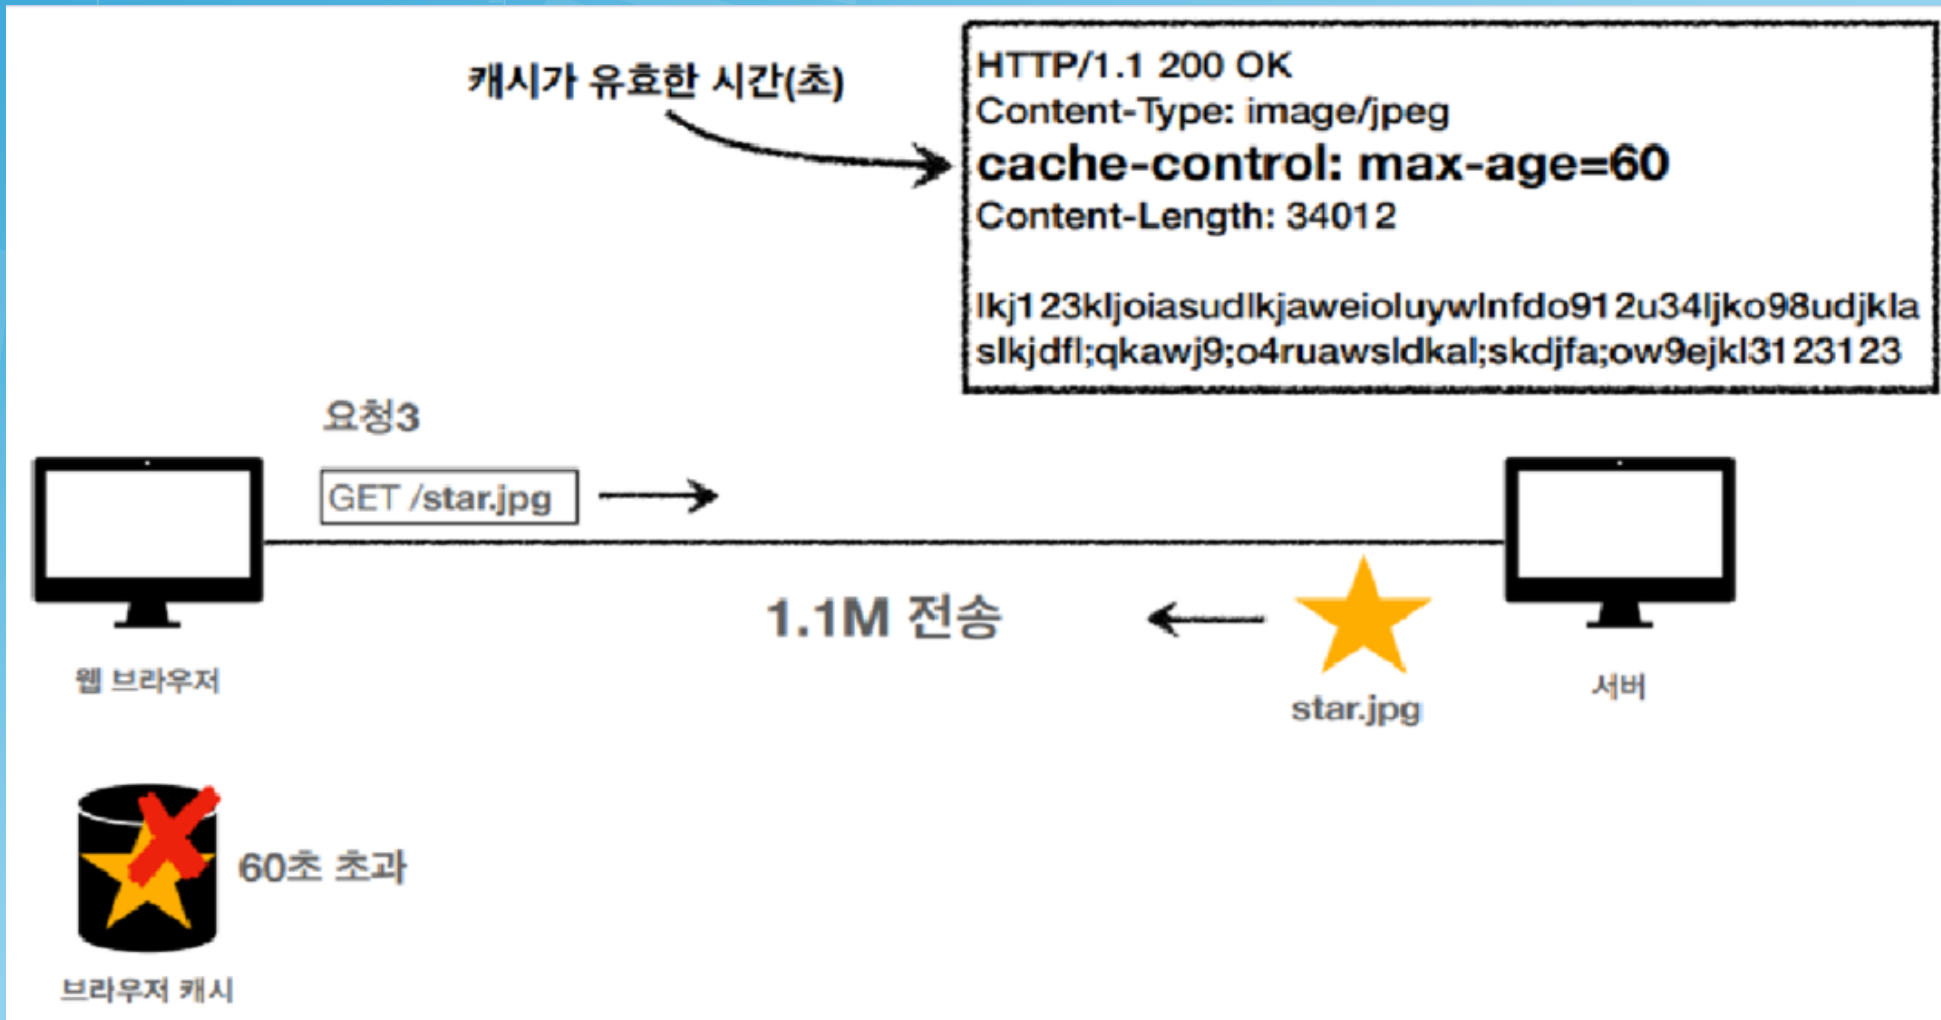 캐시가 유효한 시간(초)
HTTP/1.1 200 OK
Content-Type: image/jpeg
cache-control: max-age=60
Content-Length: 34012
lkj123kljoiasudlkjaweioluywlnfdo912u34ljko98udjkla
slkjdfl;qkawj9;o4ruawsldkal;skdjfa;ow9ejkl3123123
요청3
GET /star.jpg
1.1M 전송
웹 브라우저
star.jpg
서버
60초 초과
브라우저 캐시